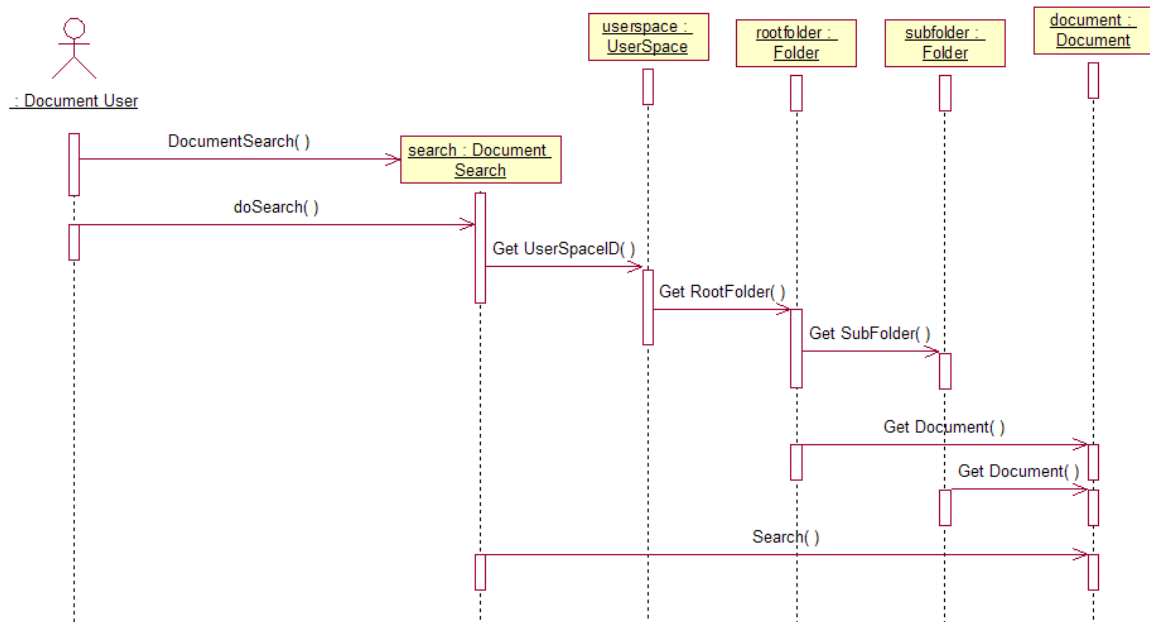 : Document User
userspace :
UserSpace
rootfolder :
Folder
subfolder :
Folder
document :
Document
DocumentSearch( )
search : Document
Search
doSearch( )
Get UserSpaceID( )
Get RootFolder( )
Get SubFolder( )
Get Document( )
Get Document( )
Search( )